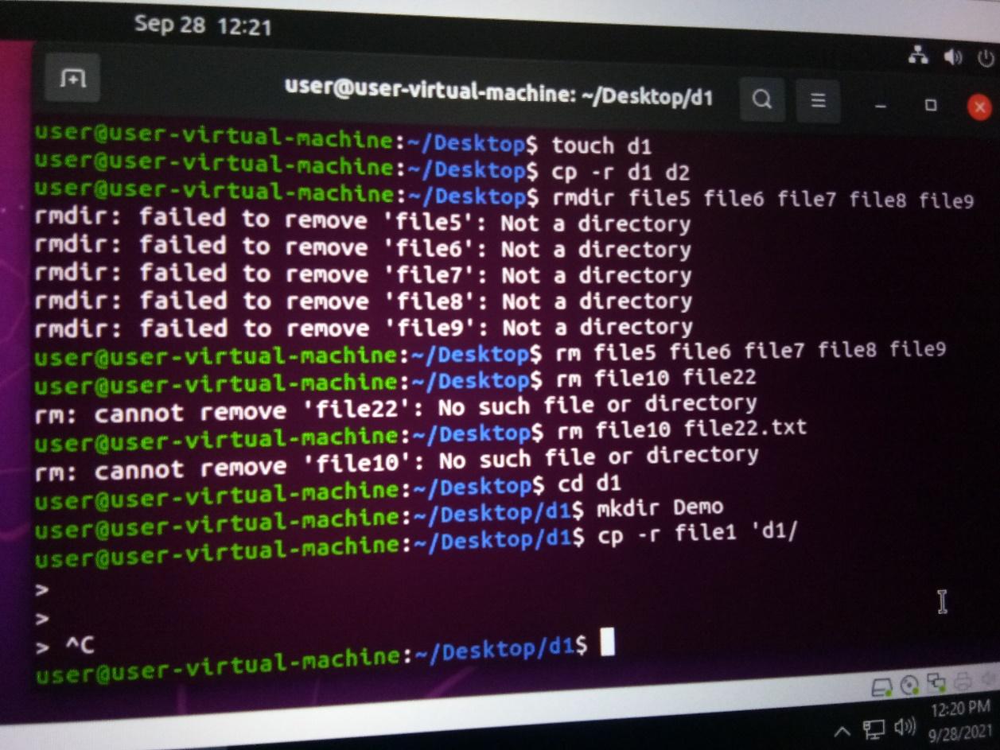 Sep 28 12:21
user@user-virtual-machine: ~/Desktop/d1
user@user-virtual-machine:~/Desktop$ touch d1
user@user-virtual-machine:~/Desktop$ cp -r d1 d2
user@user-virtual-machine:~/Desktop$ rmdir file5 file6 file7 file8 file9
rmdir: failed to remove 'file5': Not a directory
rmdir: failed to remove 'file6': Not a directory
rmdir: failed to remove 'file7': Not a directory
rmdir: failed to remove 'file8': Not a directory
rmdir: failed to remove 'file9': Not a directory
user@user-virtual-machine:~/Desktop$ rm file5 file6 file7 file8 file9
user@user-virtual-machine:~/Desktop$ rm file10 file22
rm: cannot remove 'file22': No such file or directory
user@user-virtual-machine:~/Desktop$ rm file10 file22.txt
rm: cannot remove 'file10': No such file or directory
user@user-virtual-machine:~/Desktop$ cd d1
user@user-virtual-machine:~/Desktop/d1$ mkdir Demo
user@user-virtual-machine:~/Desktop/d1$ cp -r file1 'd1/
>
>
> ^C
user@user-virtual-machine:~/Desktop/d1$
12:20 PM
9/28/2021